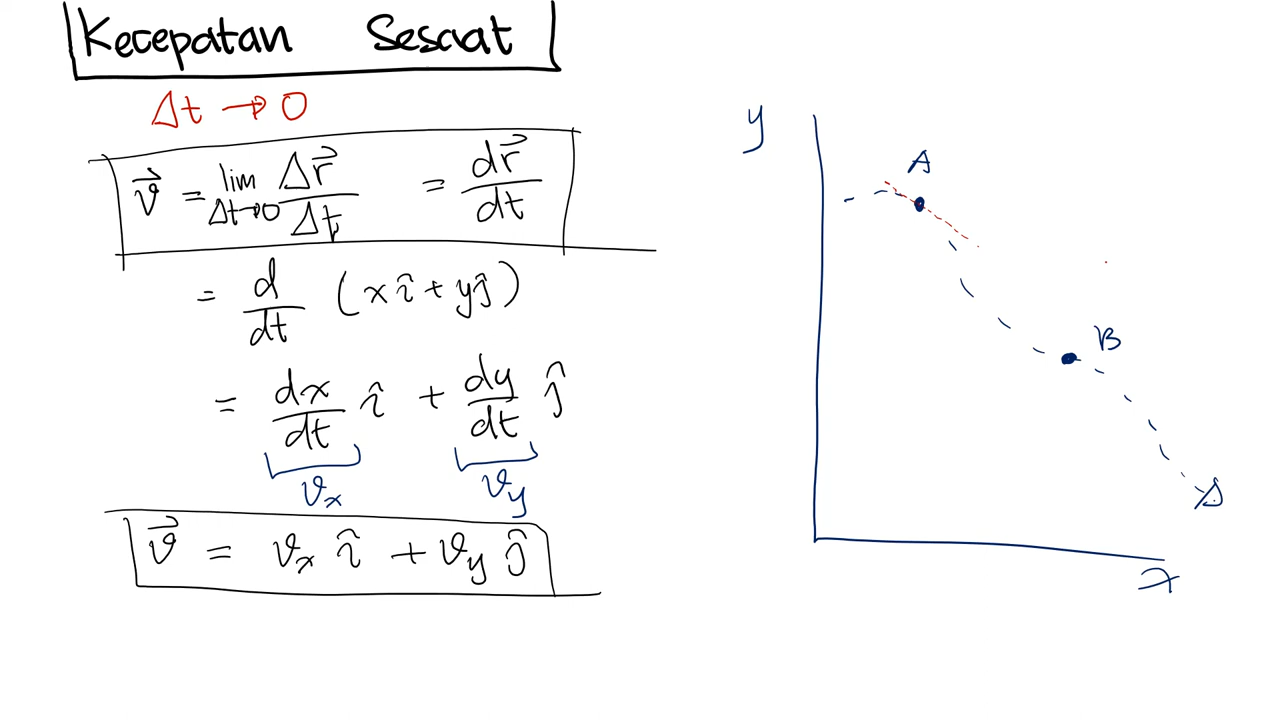 Kecepatan Sesaat
Δt → 0
v⃗ = lim Δt→0 Δr⃗/Δt = dr⃗/dt
= d/dt (x î + y ĵ)
= dx/dt î + dy/dt ĵ
vx vy
v⃗ = vx î + vy ĵ
y
A
B
x